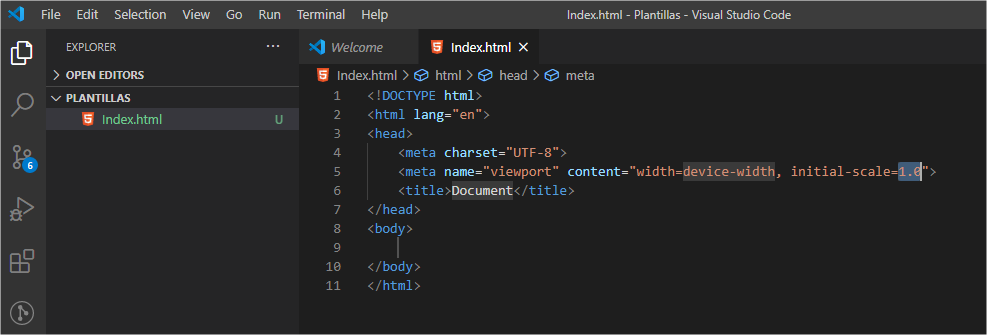 File Edit Selection View Go Run Terminal Help Index.html - Plantillas - Visual Studio Code
EXPLORER ···
Welcome Index.html ×
OPEN EDITORS
PLANTILLAS
Index.html U
6
Index.html > html > head > meta
1 <!DOCTYPE html>
2 <html lang="en">
3 <head>
4 <meta charset="UTF-8">
5 <meta name="viewport" content="width=device-width, initial-scale=1.0">
6 <title>Document</title>
7 </head>
8 <body>
9
10 </body>
11 </html>